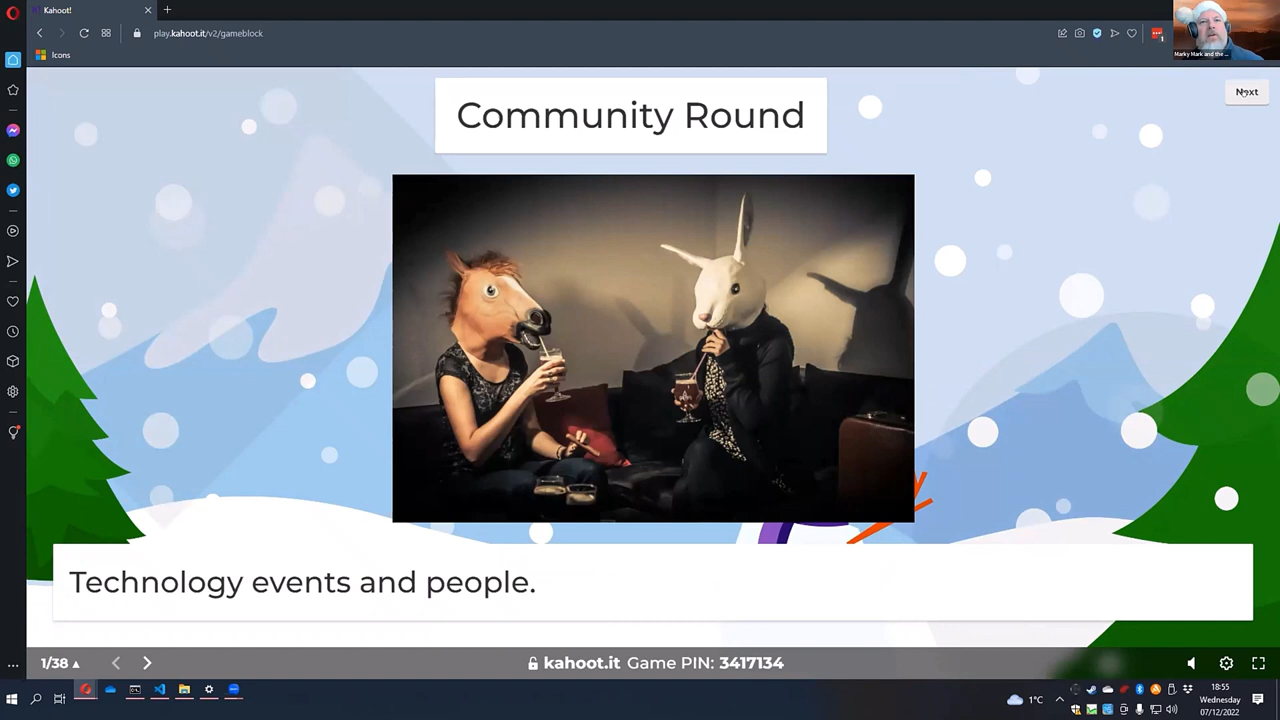 Kahoot!
play.kahoot.it/v2/gameblock
Icons
Marky Mark and the ...
Next
Community Round
Technology events and people.
1/38
kahoot.it Game PIN: 3417134
1°C
18:55
Wednesday
07/12/2022